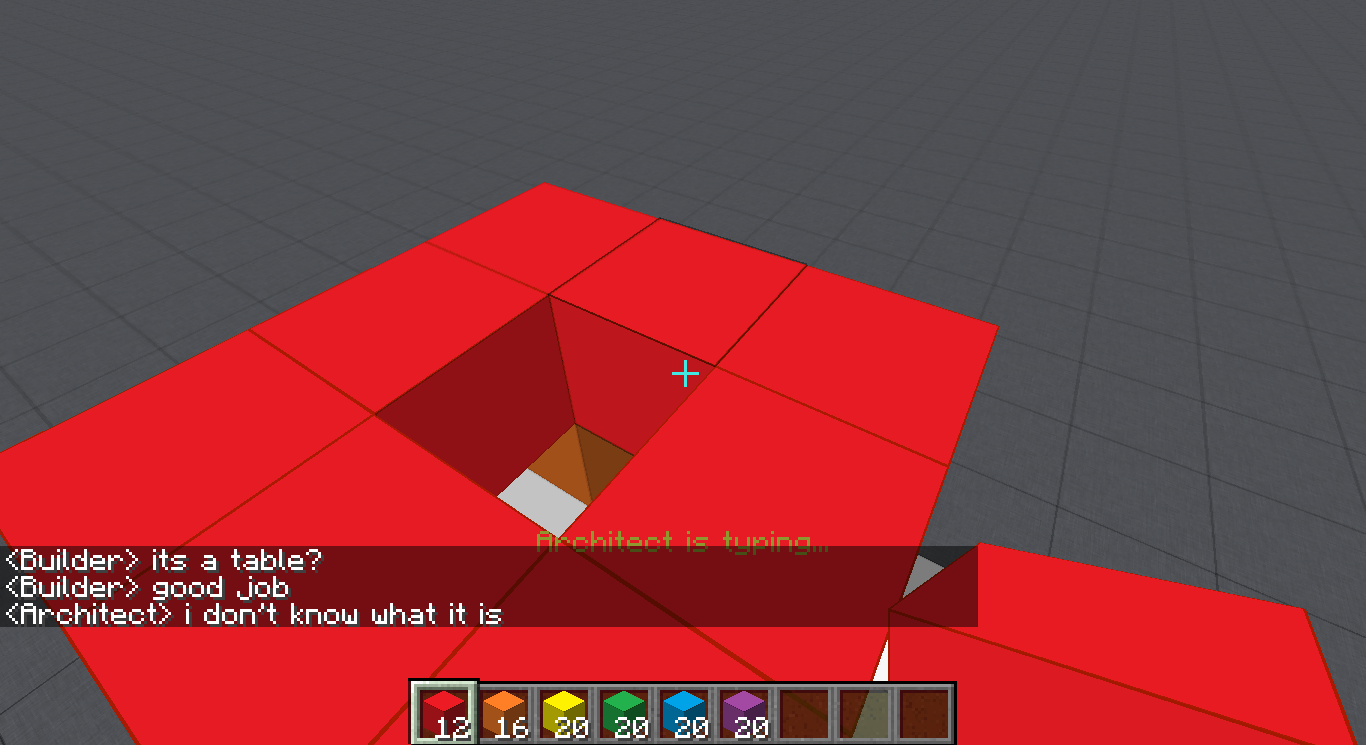 Architect is typing...
<Builder> its a table?
<Builder> good job
<Architect> i don't know what it is
12 16 20 20 20 20